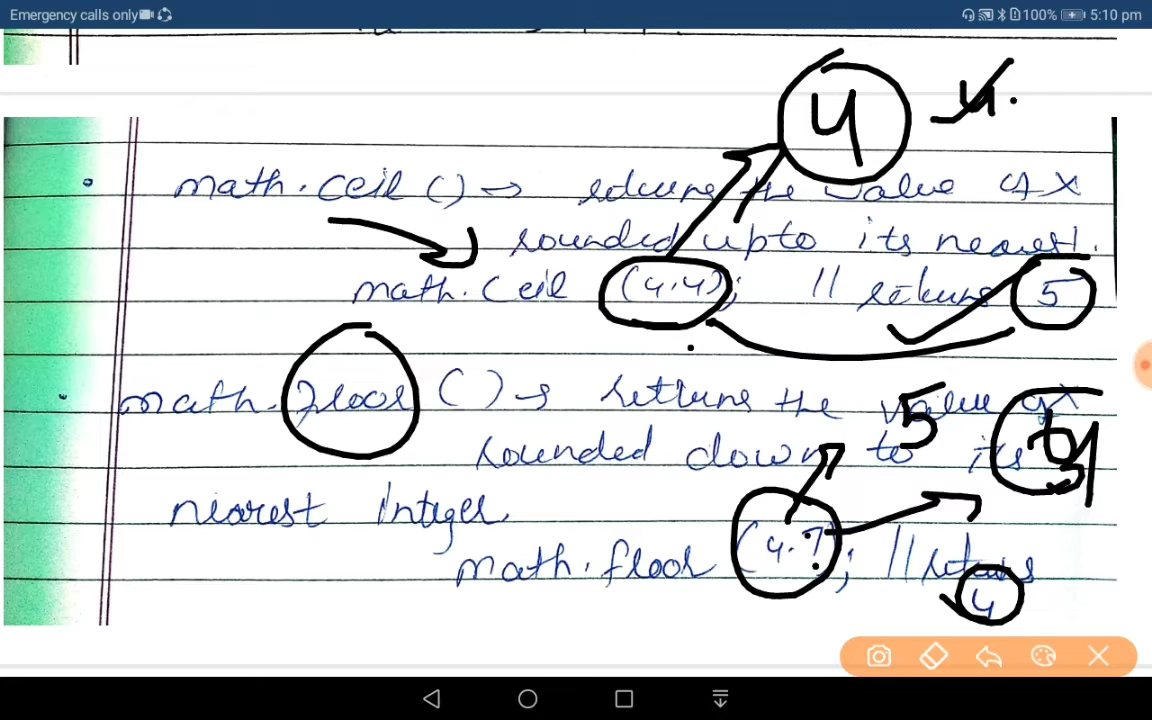 Emergency calls only 100% 5:10 pm
4 4.
math.ceil () → returns the value of x
rounded upto its nearest.
math.ceil (4.4); // returns 5
math.floor () → returns the value of x
5
rounded down to its
nearest Integer.
math.floor (4.7); // returns
4